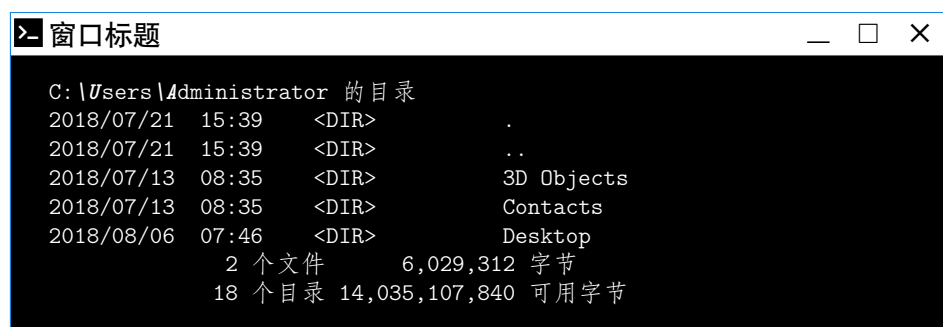 窗口标题
C:\Users\Administrator 的目录
2018/07/21  15:39    <DIR>          .
2018/07/21  15:39    <DIR>          ..
2018/07/13  08:35    <DIR>          3D Objects
2018/07/13  08:35    <DIR>          Contacts
2018/08/06  07:46    <DIR>          Desktop
2 个文件      6,029,312 字节
18 个目录 14,035,107,840 可用字节